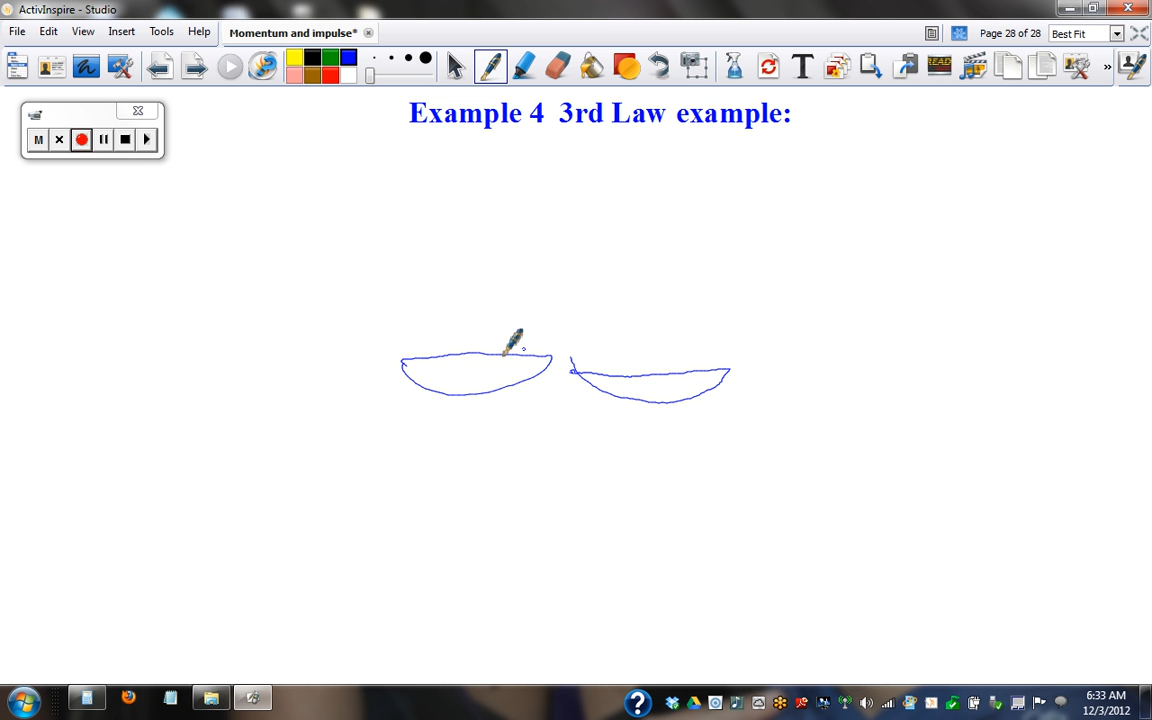 ActivInspire - Studio
File Edit View Insert Tools Help Momentum and impulse* Page 28 of 28 Best Fit
Example 4 3rd Law example:
M
READ
T
6:33 AM
12/3/2012